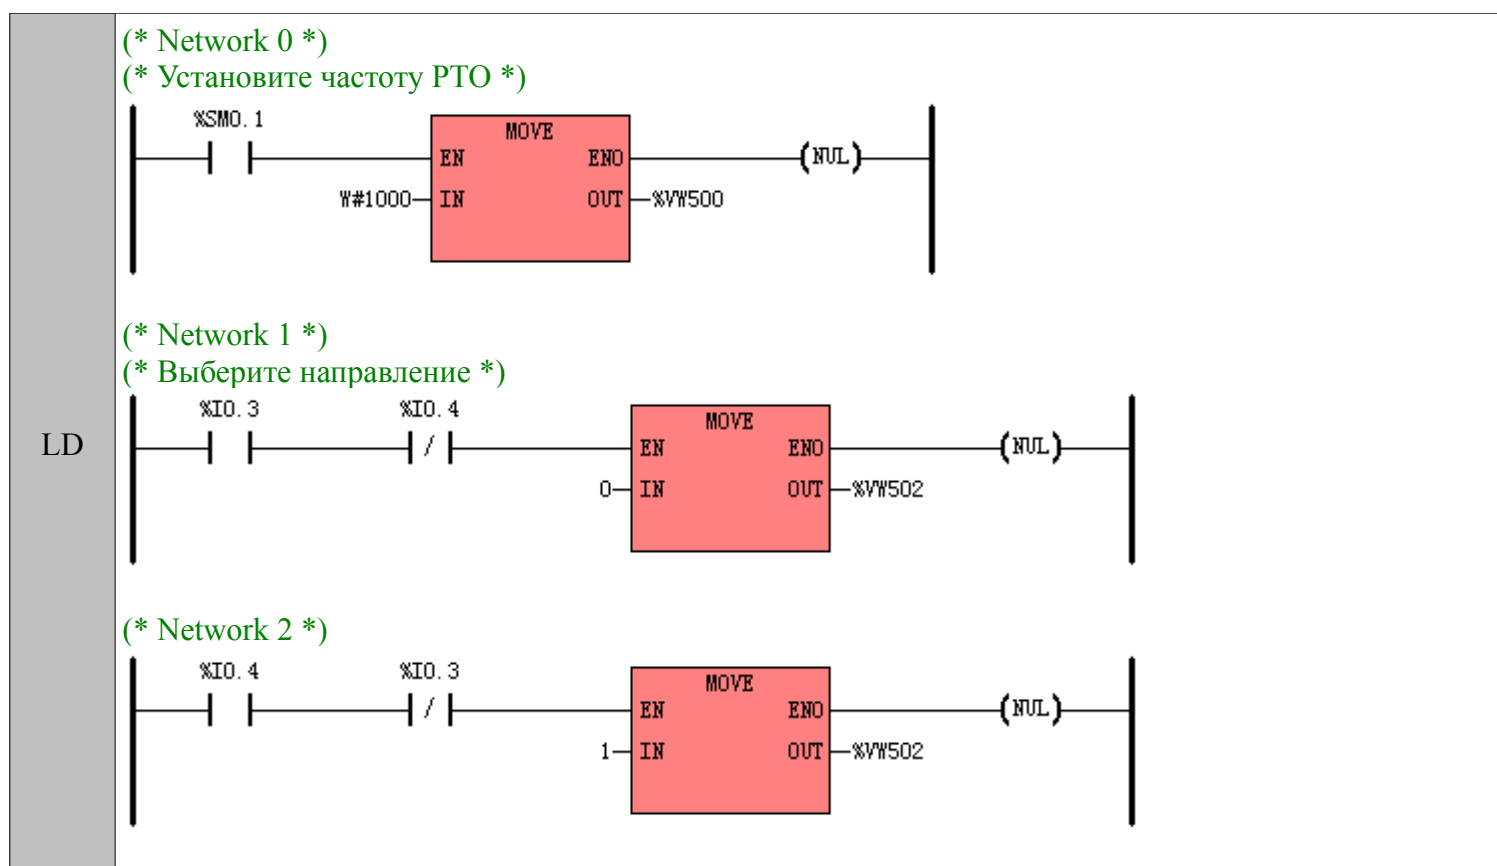 (* Network 0 *)
(* Установите частоту PTO *)
%SM0.1
MOVE
EN ENO (NUL)
W#1000 IN OUT %VW500
(* Network 1 *)
(* Выберите направление *)
%I0.3 %I0.4
MOVE
LD
EN ENO (NUL)
0 IN OUT %VW502
(* Network 2 *)
%I0.4 %I0.3
MOVE
EN ENO (NUL)
1 IN OUT %VW502